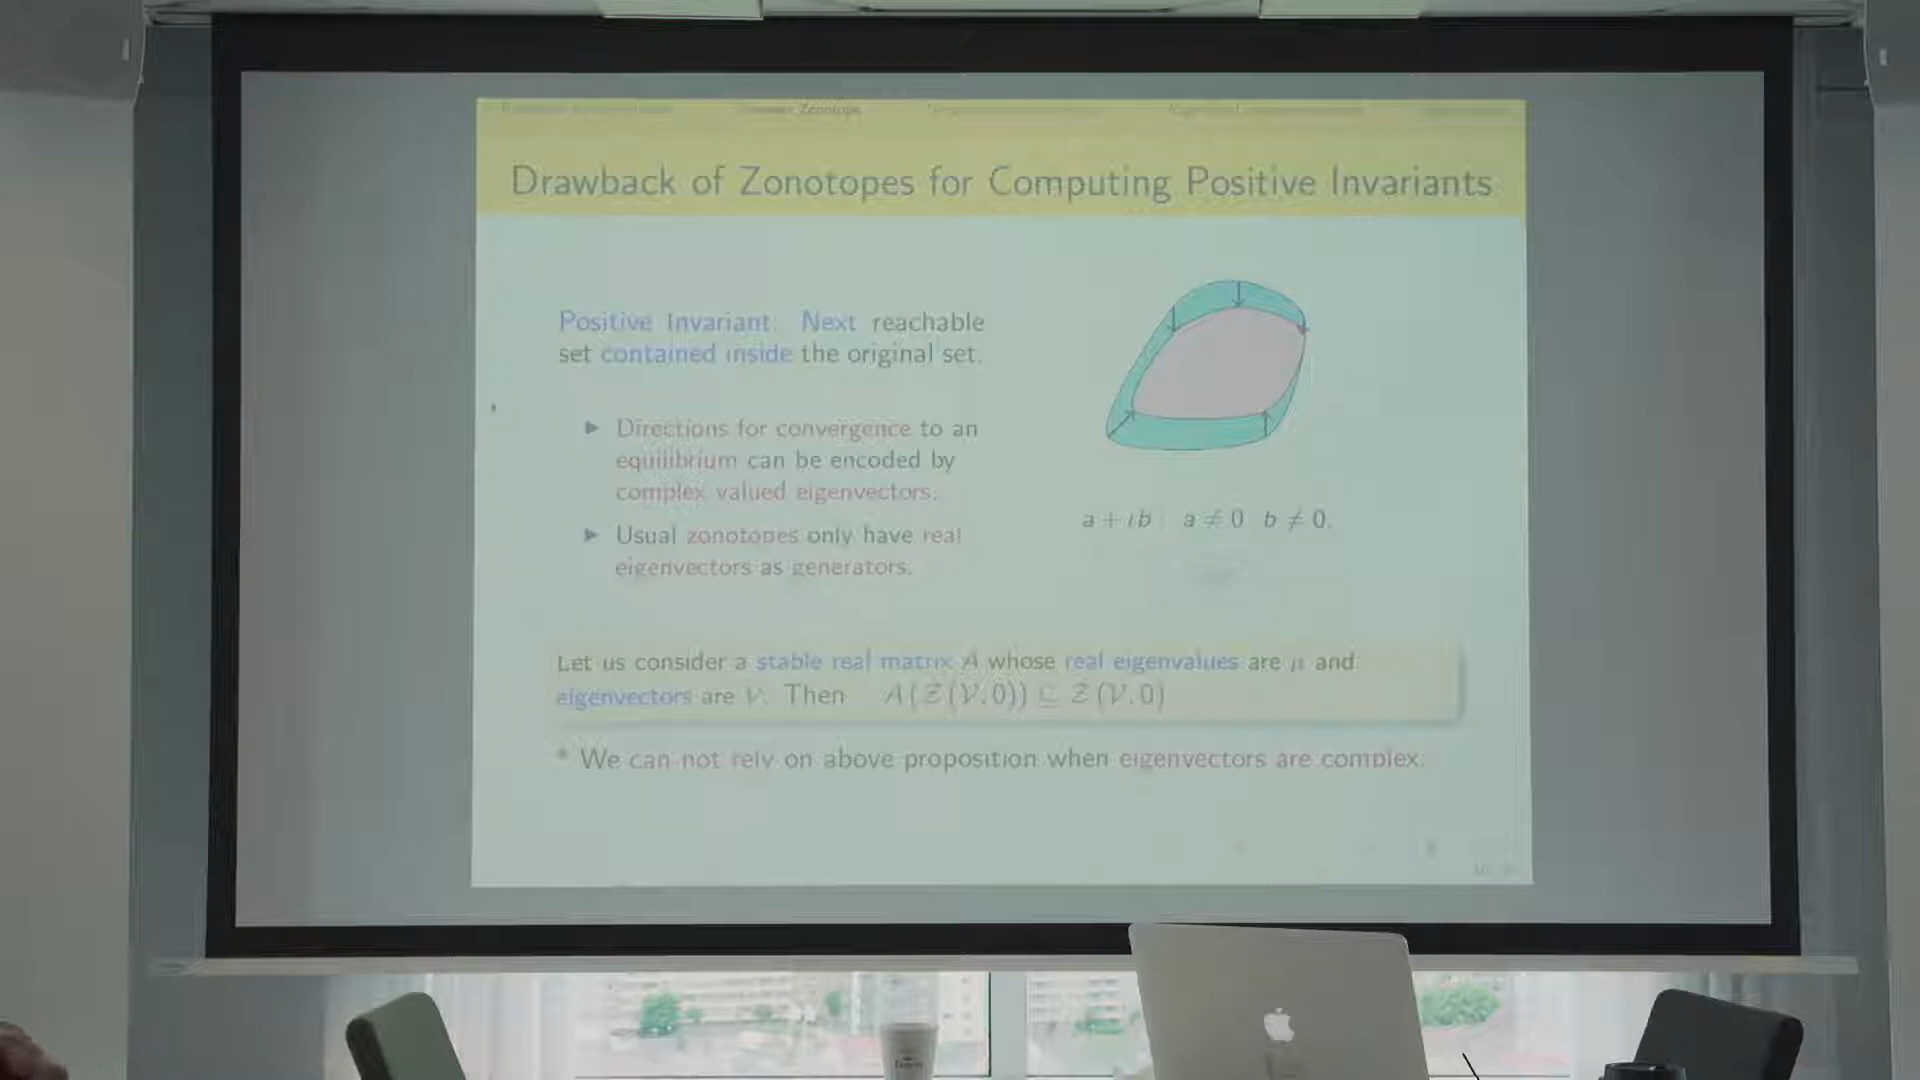 Zonotope
Drawback of Zonotopes for Computing Positive Invariants
Positive Invariant: Next reachable
set contained inside the original set.
▶ Directions for convergence to an
equilibrium can be encoded by
complex valued eigenvectors.
▶ Usual zonotopes only have real
eigenvectors as generators.
a + ib : a ≠ 0 b ≠ 0.
Let us consider a stable real matrix A whose real eigenvalues are μ and
eigenvectors are V. Then A(Z(V,0)) ⊆ Z(V,0)
* We can not rely on above proposition when eigenvectors are complex.